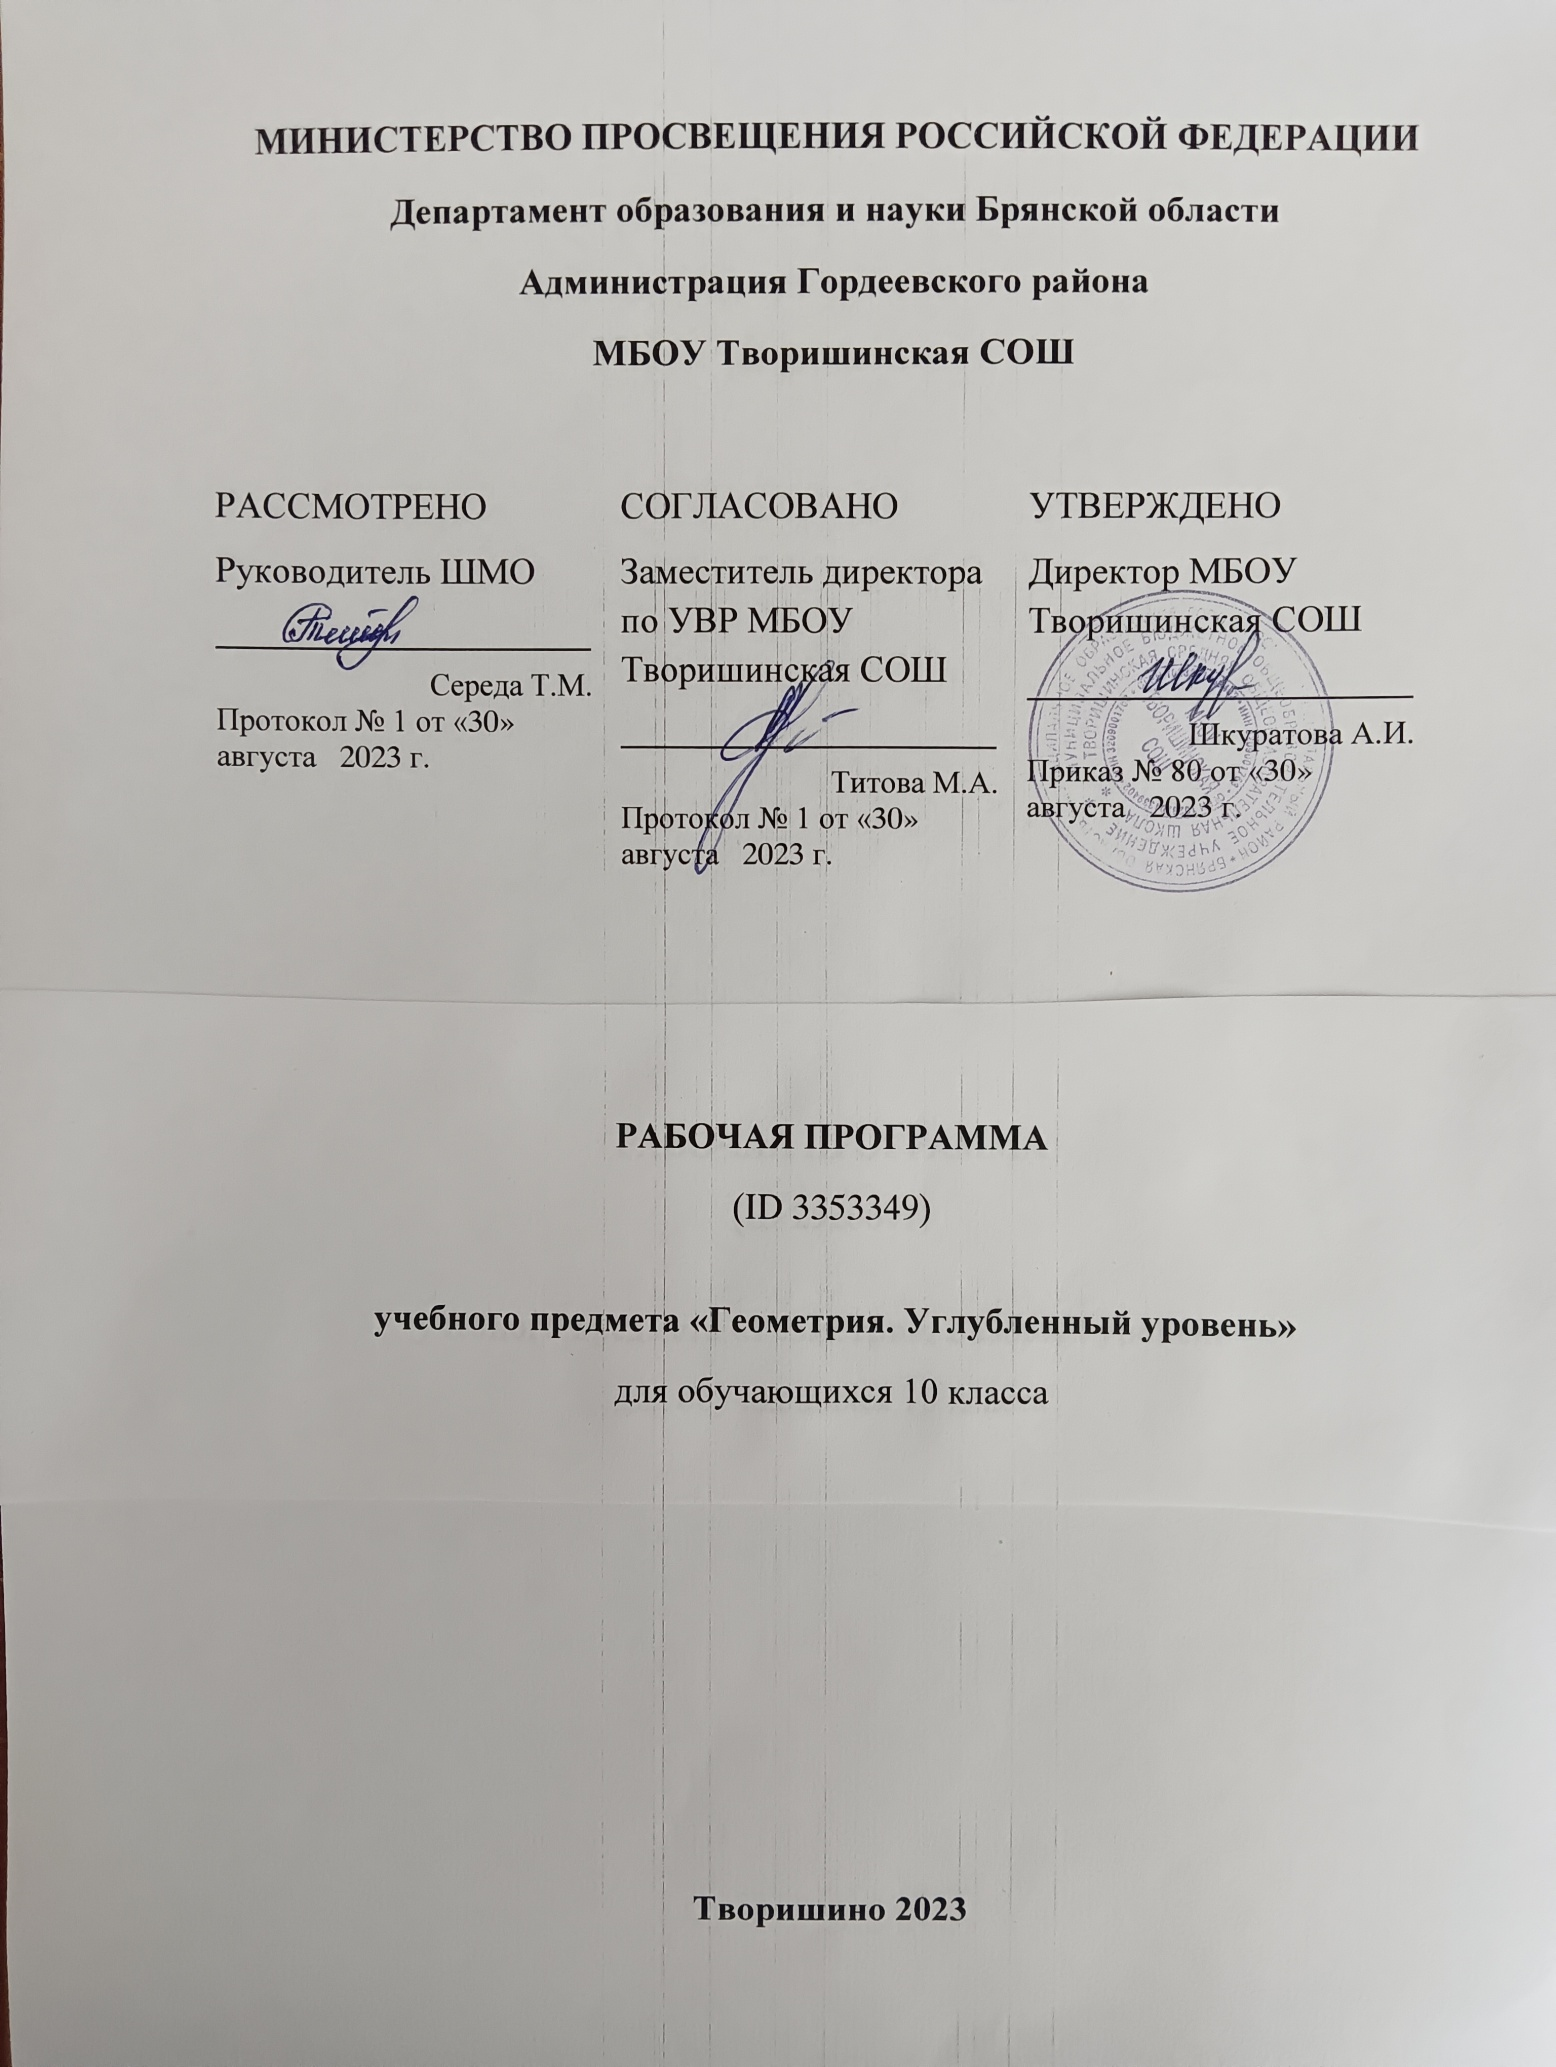 МИНИСТЕРСТВО ПРОСВЕЩЕНИЯ РОССИЙСКОЙ ФЕДЕРАЦИИ
Департамент образования и науки Брянской области
Администрация Гордеевского района
МБОУ Творишинская СОШ
РАССМОТРЕНО
Руководитель ШМО
Середа Т.М.
Протокол № 1 от «30»
августа 2023 г.
СОГЛАСОВАНО
Заместитель директора
по УВР МБОУ
Творишинская СОШ
Титова М.А.
Протокол № 1 от «30»
августа 2023 г.
УТВЕРЖДЕНО
Директор МБОУ
Творишинская СОШ
Шкуратова А.И.
Приказ № 80 от «30»
августа 2023 г.
РАБОЧАЯ ПРОГРАММА
(ID 3353349)
учебного предмета «Геометрия. Углубленный уровень»
для обучающихся 10 класса
Творишино 2023